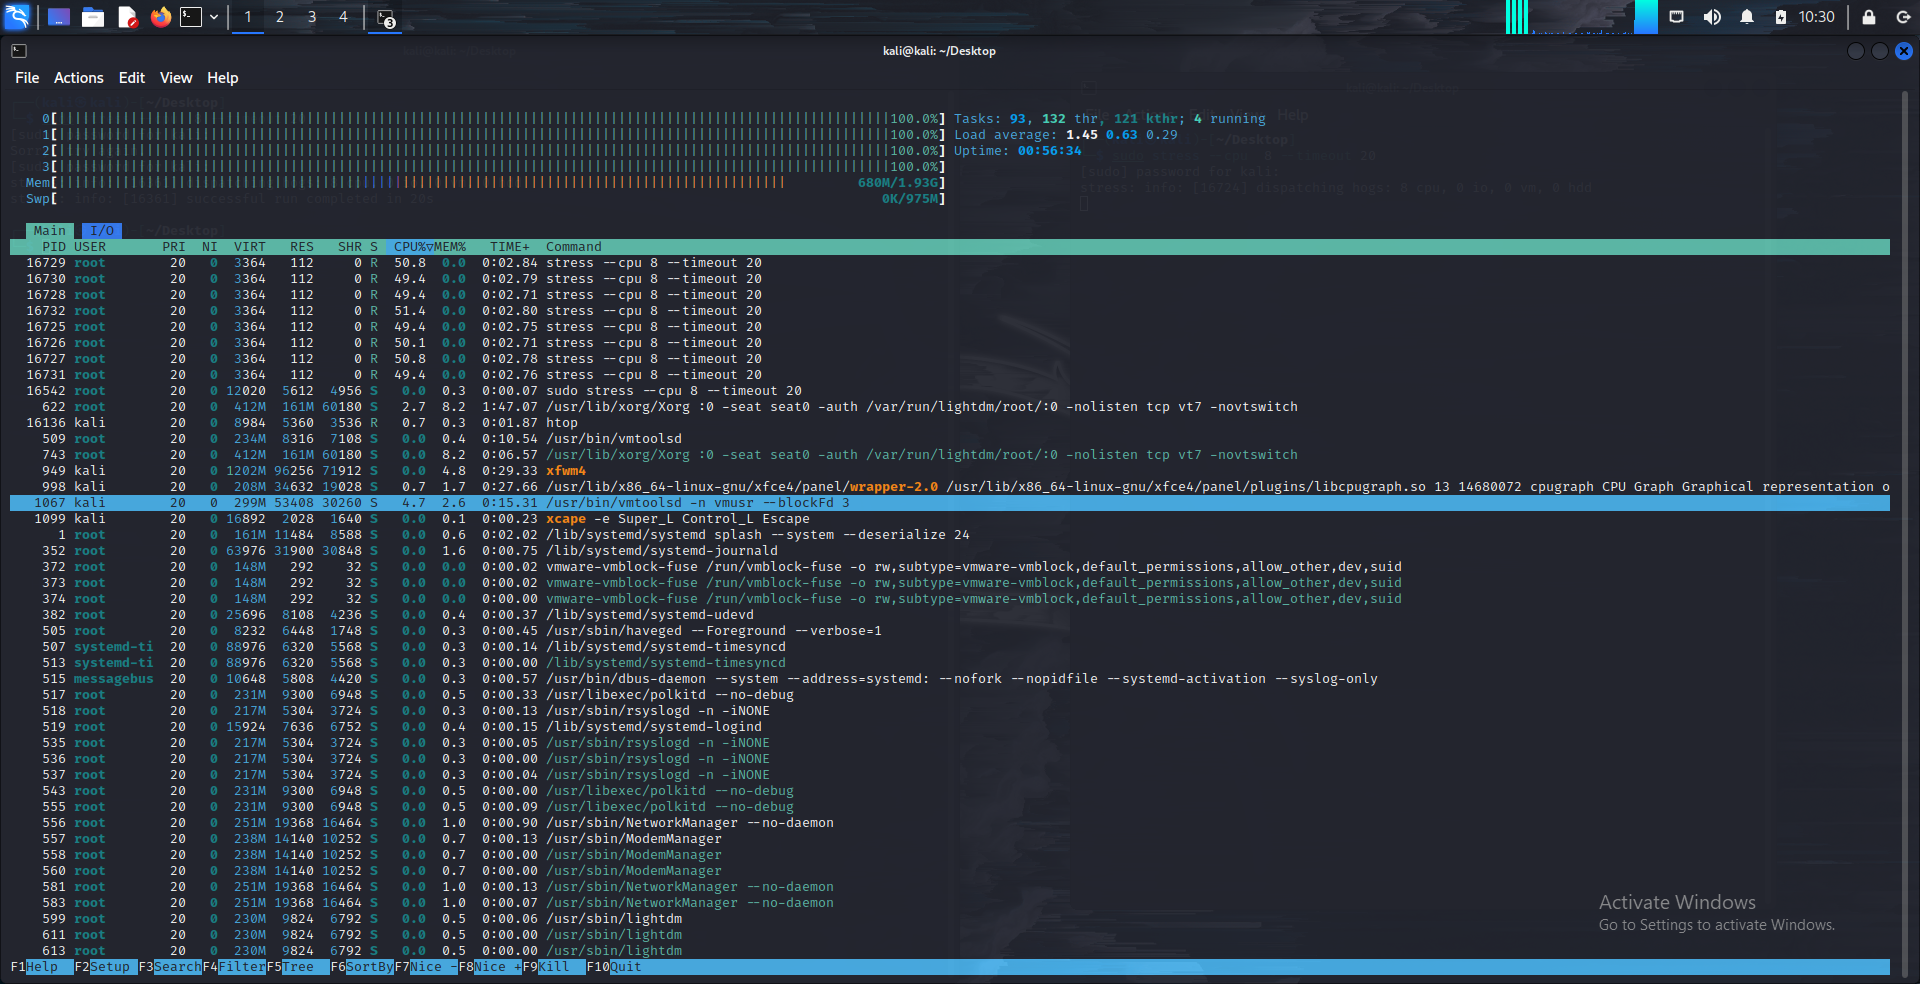 1 2 3 4 3 10:30
kali@kali: ~/Desktop
File Actions Edit View Help
0[||||||||||||||||||||||||||||||||||||||||||||||||||||||||||||||||||||||||||||||||||||||||||||||||||||||||100.0%] Tasks: 93, 132 thr, 121 kthr; 4 running
1[||||||||||||||||||||||||||||||||||||||||||||||||||||||||||||||||||||||||||||||||||||||||||||||||||||||||100.0%] Load average: 1.45 0.63 0.29
2[||||||||||||||||||||||||||||||||||||||||||||||||||||||||||||||||||||||||||||||||||||||||||||||||||||||||100.0%] Uptime: 00:56:34
3[||||||||||||||||||||||||||||||||||||||||||||||||||||||||||||||||||||||||||||||||||||||||||||||||||||||||100.0%]
Mem[||||||||||||||||||||||||||||||||||||||||||||||||||||||||||||||||||||||||||||||||||||||||||| 680M/1.93G]
Swp[ 0K/975M]
[sudo] password for kali:
stress: info: [16724] dispatching hogs: 8 cpu, 0 io, 0 vm, 0 hdd
: info: [16361] successful run completed in 20s
Main I/O
PID USER PRI NI VIRT RES SHR S CPU%▽MEM% TIME+ Command
16729 root 20 0 3364 112 0 R 50.8 0.0 0:02.84 stress --cpu 8 --timeout 20
16730 root 20 0 3364 112 0 R 49.4 0.0 0:02.79 stress --cpu 8 --timeout 20
16728 root 20 0 3364 112 0 R 49.4 0.0 0:02.71 stress --cpu 8 --timeout 20
16732 root 20 0 3364 112 0 R 51.4 0.0 0:02.80 stress --cpu 8 --timeout 20
16725 root 20 0 3364 112 0 R 49.4 0.0 0:02.75 stress --cpu 8 --timeout 20
16726 root 20 0 3364 112 0 R 50.1 0.0 0:02.71 stress --cpu 8 --timeout 20
16727 root 20 0 3364 112 0 R 50.8 0.0 0:02.78 stress --cpu 8 --timeout 20
16731 root 20 0 3364 112 0 R 49.4 0.0 0:02.76 stress --cpu 8 --timeout 20
16542 root 20 0 12020 5612 4956 S 0.0 0.3 0:00.07 sudo stress --cpu 8 --timeout 20
622 root 20 0 412M 161M 60180 S 2.7 8.2 1:47.07 /usr/lib/xorg/Xorg :0 -seat seat0 -auth /var/run/lightdm/root/:0 -nolisten tcp vt7 -novtswitch
16136 kali 20 0 8984 5360 3536 R 0.7 0.3 0:01.87 htop
509 root 20 0 234M 8316 7108 S 0.0 0.4 0:10.54 /usr/bin/vmtoolsd
743 root 20 0 412M 161M 60180 S 0.0 8.2 0:06.57 /usr/lib/xorg/Xorg :0 -seat seat0 -auth /var/run/lightdm/root/:0 -nolisten tcp vt7 -novtswitch
949 kali 20 0 1202M 96256 71912 S 0.0 4.8 0:29.33 xfwm4
998 kali 20 0 208M 34632 19028 S 0.7 1.7 0:27.66 /usr/lib/x86_64-linux-gnu/xfce4/panel/wrapper-2.0 /usr/lib/x86_64-linux-gnu/xfce4/panel/plugins/libcpugraph.so 13 14680072 cpugraph CPU Graph Graphical representation o
1067 kali 20 0 299M 53408 30260 S 4.7 2.6 0:15.31 /usr/bin/vmtoolsd -n vmusr --blockFd 3
1099 kali 20 0 16892 2028 1640 S 0.0 0.1 0:00.23 xcape -e Super_L Control_L Escape
1 root 20 0 161M 11484 8588 S 0.0 0.6 0:02.02 /lib/systemd/systemd splash --system --deserialize 24
352 root 20 0 63976 31900 30848 S 0.0 1.6 0:00.75 /lib/systemd/systemd-journald
372 root 20 0 148M 292 32 S 0.0 0.0 0:00.02 vmware-vmblock-fuse /run/vmblock-fuse -o rw,subtype=vmware-vmblock,default_permissions,allow_other,dev,suid
373 root 20 0 148M 292 32 S 0.0 0.0 0:00.02 vmware-vmblock-fuse /run/vmblock-fuse -o rw,subtype=vmware-vmblock,default_permissions,allow_other,dev,suid
374 root 20 0 148M 292 32 S 0.0 0.0 0:00.00 vmware-vmblock-fuse /run/vmblock-fuse -o rw,subtype=vmware-vmblock,default_permissions,allow_other,dev,suid
382 root 20 0 25696 8108 4236 S 0.0 0.4 0:00.37 /lib/systemd/systemd-udevd
505 root 20 0 8232 6448 1748 S 0.0 0.3 0:00.45 /usr/sbin/haveged --Foreground --verbose=1
507 systemd-ti 20 0 88976 6320 5568 S 0.0 0.3 0:00.14 /lib/systemd/systemd-timesyncd
513 systemd-ti 20 0 88976 6320 5568 S 0.0 0.3 0:00.00 /lib/systemd/systemd-timesyncd
515 messagebus 20 0 10648 5808 4420 S 0.0 0.3 0:00.57 /usr/bin/dbus-daemon --system --address=systemd: --nofork --nopidfile --systemd-activation --syslog-only
517 root 20 0 231M 9300 6948 S 0.0 0.5 0:00.33 /usr/libexec/polkitd --no-debug
518 root 20 0 217M 5304 3724 S 0.0 0.3 0:00.13 /usr/sbin/rsyslogd -n -iNONE
519 root 20 0 15924 7636 6752 S 0.0 0.4 0:00.15 /lib/systemd/systemd-logind
535 root 20 0 217M 5304 3724 S 0.0 0.3 0:00.05 /usr/sbin/rsyslogd -n -iNONE
536 root 20 0 217M 5304 3724 S 0.0 0.3 0:00.00 /usr/sbin/rsyslogd -n -iNONE
537 root 20 0 217M 5304 3724 S 0.0 0.3 0:00.04 /usr/sbin/rsyslogd -n -iNONE
543 root 20 0 231M 9300 6948 S 0.0 0.5 0:00.00 /usr/libexec/polkitd --no-debug
555 root 20 0 231M 9300 6948 S 0.0 0.5 0:00.09 /usr/libexec/polkitd --no-debug
556 root 20 0 251M 19368 16464 S 0.0 1.0 0:00.90 /usr/sbin/NetworkManager --no-daemon
557 root 20 0 238M 14140 10252 S 0.0 0.7 0:00.13 /usr/sbin/ModemManager
558 root 20 0 238M 14140 10252 S 0.0 0.7 0:00.00 /usr/sbin/ModemManager
560 root 20 0 238M 14140 10252 S 0.0 0.7 0:00.00 /usr/sbin/ModemManager
581 root 20 0 251M 19368 16464 S 0.0 1.0 0:00.13 /usr/sbin/NetworkManager --no-daemon
583 root 20 0 251M 19368 16464 S 0.0 1.0 0:00.07 /usr/sbin/NetworkManager --no-daemon
599 root 20 0 230M 9824 6792 S 0.0 0.5 0:00.06 /usr/sbin/lightdm
611 root 20 0 230M 9824 6792 S 0.0 0.5 0:00.00 /usr/sbin/lightdm
613 root 20 0 230M 9824 6792 S 0.0 0.5 0:00.00 /usr/sbin/lightdm
Activate Windows
Go to Settings to activate Windows.
F1Help F2Setup F3SearchF4FilterF5Tree F6SortByF7Nice -F8Nice +F9Kill F10Quit